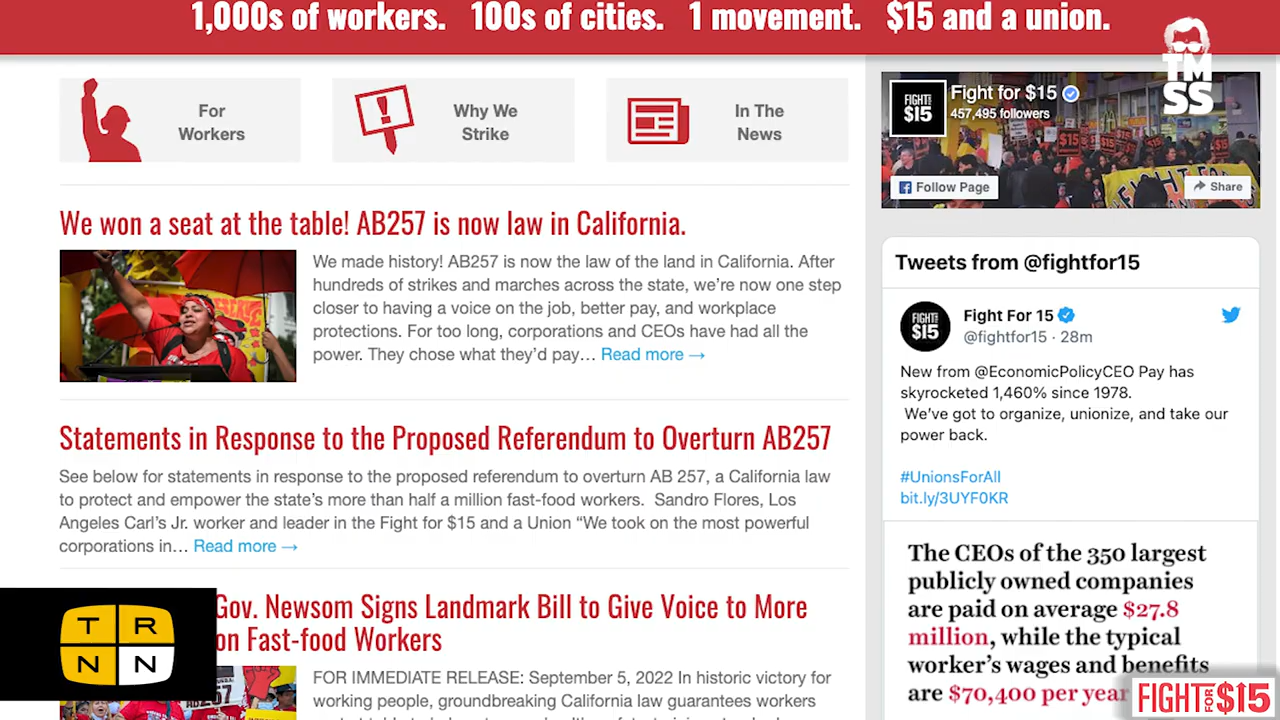 1,000s of workers. 100s of cities. 1 movement. $15 and a union.
TM
SS
For
Workers
Why We
Strike
In The
News
We won a seat at the table! AB257 is now law in California.
We made history! AB257 is now the law of the land in California. After
hundreds of strikes and marches across the state, we're now one step
closer to having a voice on the job, better pay, and workplace
protections. For too long, corporations and CEOs have had all the
power. They chose what they'd pay… Read more →
Statements in Response to the Proposed Referendum to Overturn AB257
See below for statements in response to the proposed referendum to overturn AB 257, a California law
to protect and empower the state's more than half a million fast-food workers. Sandro Flores, Los
Angeles Carl's Jr. worker and leader in the Fight for $15 and a Union “We took on the most powerful
corporations in… Read more →
Gov. Newsom Signs Landmark Bill to Give Voice to More
on Fast-food Workers
FOR IMMEDIATE RELEASE: September 5, 2022 In historic victory for
working people, groundbreaking California law guarantees workers
TR
NN
FIGHT FOR $15
Fight for $15
457,495 followers
Follow Page
Share
Tweets from @fightfor15
FIGHT FOR $15
Fight For 15
@fightfor15 · 28m
New from @EconomicPolicyCEO Pay has
skyrocketed 1,460% since 1978.
We've got to organize, unionize, and take our
power back.
#UnionsForAll
bit.ly/3UYF0KR
The CEOs of the 350 largest
publicly owned companies
are paid on average $27.8
million, while the typical
worker's wages and benefits
are $70,400 per year
FIGHT FOR $15